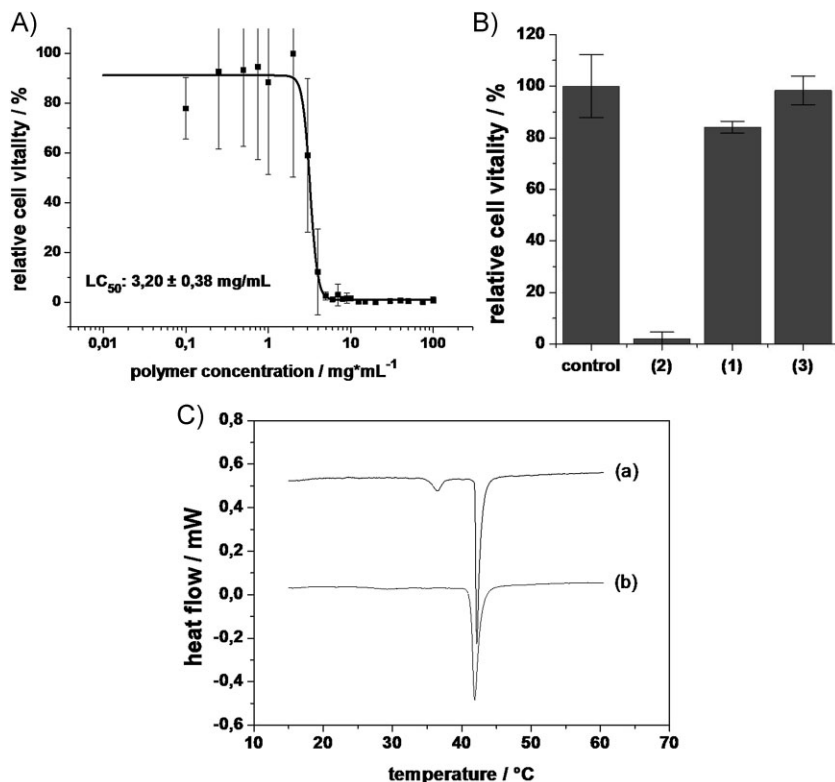 A)
relative cell vitality / %
100
80
60
40
20
0
LC50: 3,20 ± 0,38 mg/mL
0,01 0,1 1 10 100
polymer concentration / mg*mL-1
B)
relative cell vitality / %
120
100
80
60
40
20
0
control (2) (1) (3)
C)
heat flow / mW
0,8
0,6
0,4
0,2
0,0
-0,2
-0,4
-0,6
(a)
(b)
10 20 30 40 50 60 70
temperature / °C